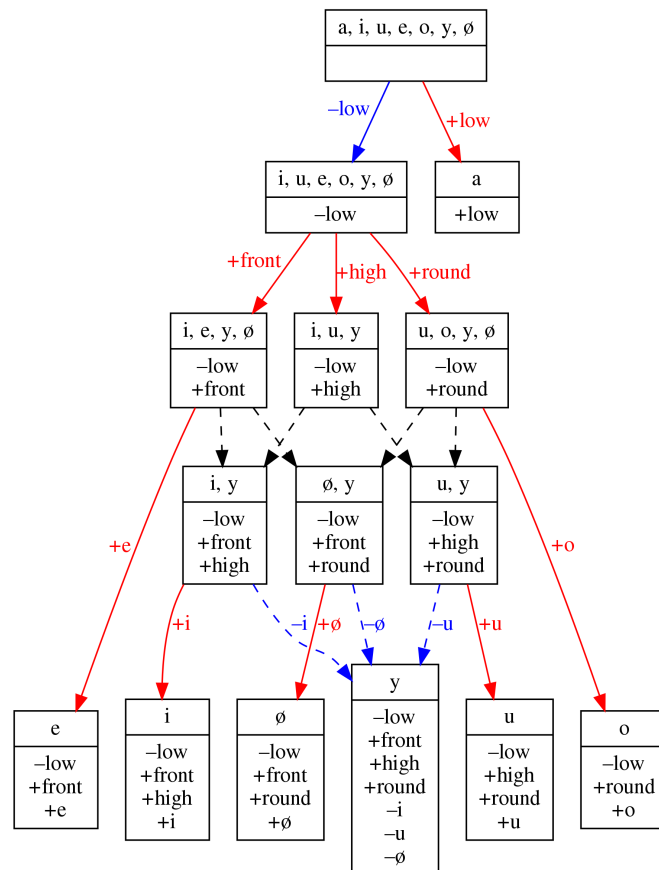 a, i, u, e, o, y, ø
–low
+low
i, u, e, o, y, ø
–low
a
+low
+front
+high
+round
i, e, y, ø
–low
+front
i, u, y
–low
+high
u, o, y, ø
–low
+round
i, y
–low
+front
+high
ø, y
–low
+front
+round
u, y
–low
+high
+round
+e
+i
–i
+ø
–ø
–u
+u
+o
e
–low
+front
+e
i
–low
+front
+high
+i
ø
–low
+front
+round
+ø
y
–low
+front
+high
+round
–i
–u
–ø
u
–low
+high
+round
+u
o
–low
+round
+o